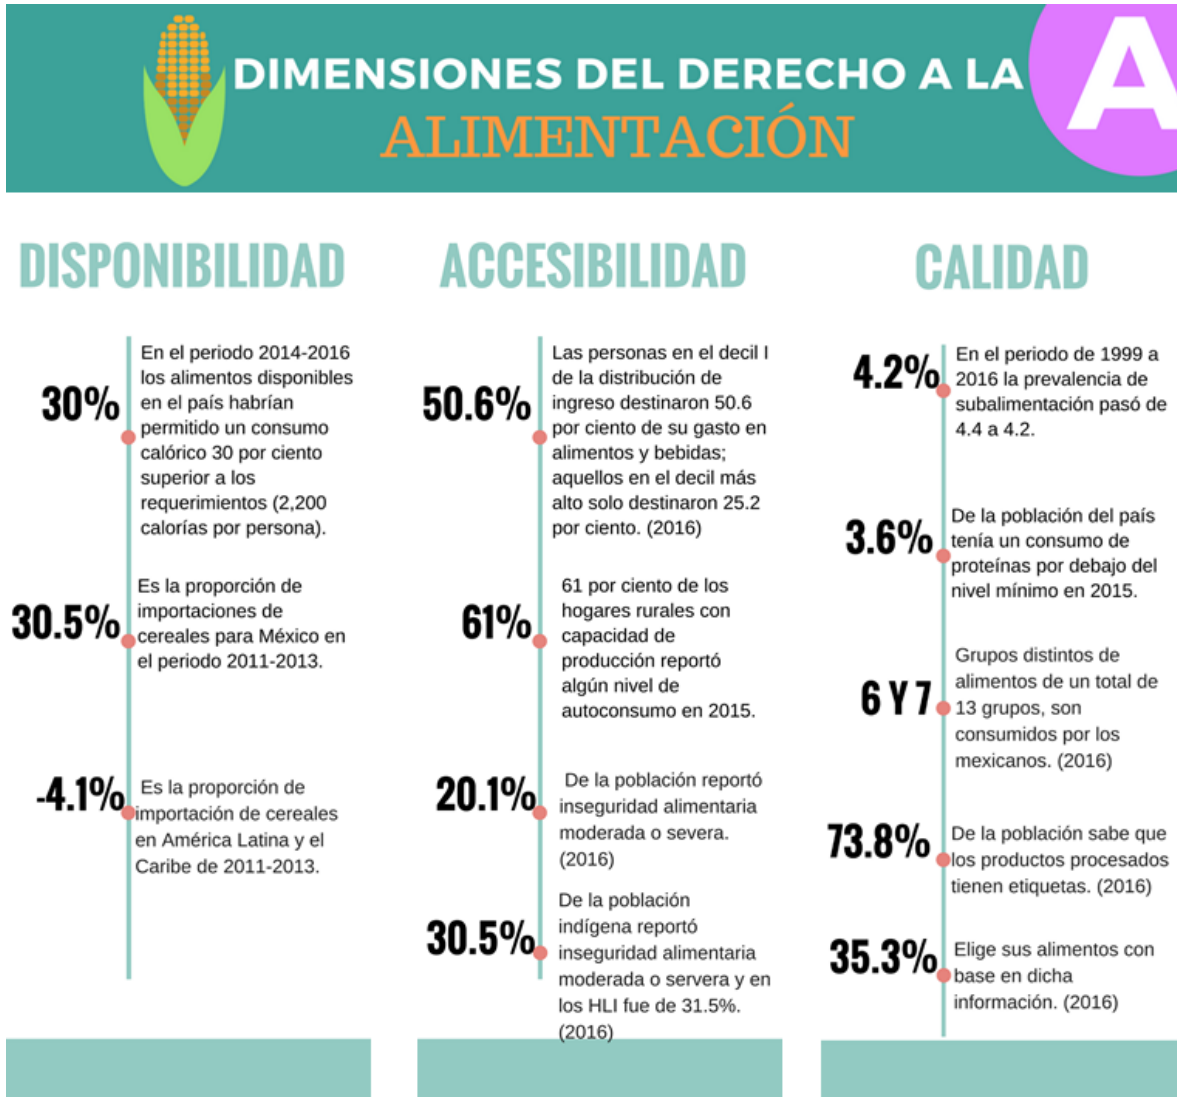 DIMENSIONES DEL DERECHO A LA
ALIMENTACIÓN
A
DISPONIBILIDAD
30%
En el periodo 2014-2016
los alimentos disponibles
en el país habrían
permitido un consumo
calórico 30 por ciento
superior a los
requerimientos (2,200
calorías por persona).
30.5%
Es la proporción de
importaciones de
cereales para México en
el periodo 2011-2013.
-4.1%
Es la proporción de
importación de cereales
en América Latina y el
Caribe de 2011-2013.
ACCESIBILIDAD
50.6%
Las personas en el decil I
de la distribución de
ingreso destinaron 50.6
por ciento de su gasto en
alimentos y bebidas;
aquellos en el decil más
alto solo destinaron 25.2
por ciento. (2016)
61%
61 por ciento de los
hogares rurales con
capacidad de
producción reportó
algún nivel de
autoconsumo en 2015.
20.1%
De la población reportó
inseguridad alimentaria
moderada o severa.
(2016)
30.5%
De la población
indígena reportó
inseguridad alimentaria
moderada o servera y en
los HLI fue de 31.5%.
(2016)
CALIDAD
4.2%
En el periodo de 1999 a
2016 la prevalencia de
subalimentación pasó de
4.4 a 4.2.
3.6%
De la población del país
tenía un consumo de
proteínas por debajo del
nivel mínimo en 2015.
6 Y 7
Grupos distintos de
alimentos de un total de
13 grupos, son
consumidos por los
mexicanos. (2016)
73.8%
De la población sabe que
los productos procesados
tienen etiquetas. (2016)
35.3%
Elige sus alimentos con
base en dicha
información. (2016)